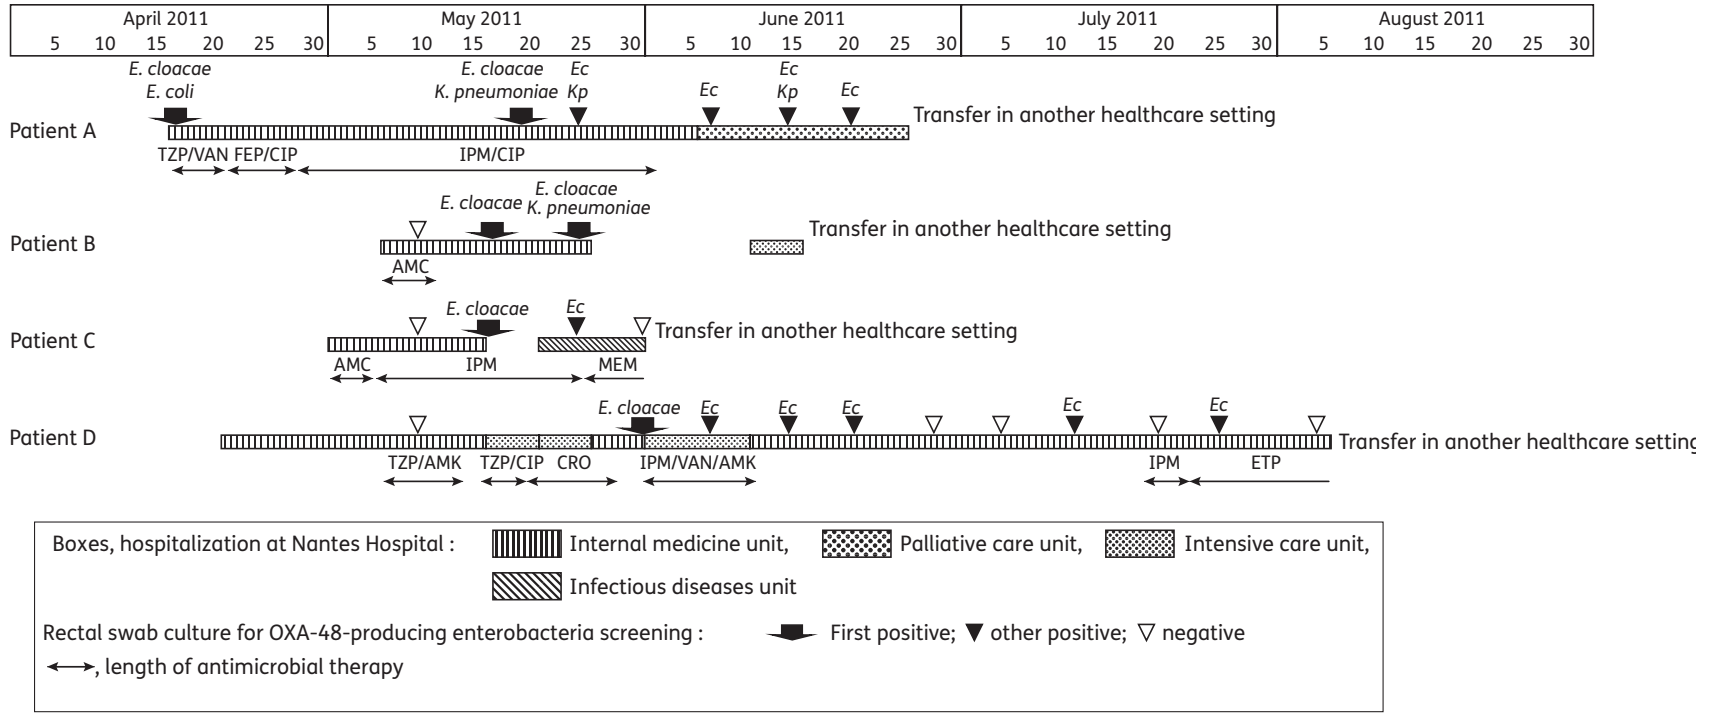 April 2011 May 2011 June 2011 July 2011 August 2011
5 10 15 20 25 30 5 10 15 20 25 30 5 10 15 20 25 30 5 10 15 20 25 30 5 10 15 20 25 30
E. cloacae E. cloacae Ec Ec
E. coli K. pneumoniae Kp Ec Kp Ec
Transfer in another healthcare setting
Patient A
TZP/VAN FEP/CIP IPM/CIP
E. cloacae
E. cloacae K. pneumoniae
Transfer in another healthcare setting
Patient B
AMC
E. cloacae Ec
Transfer in another healthcare setting
Patient C
AMC IPM MEM
E. cloacae Ec Ec Ec Ec Ec
Patient D Transfer in another healthcare setting
TZP/AMK TZP/CIP CRO IPM/VAN/AMK IPM ETP
Boxes, hospitalization at Nantes Hospital : Internal medicine unit, Palliative care unit, Intensive care unit,
Infectious diseases unit
Rectal swab culture for OXA-48-producing enterobacteria screening : First positive; other positive; negative
, length of antimicrobial therapy